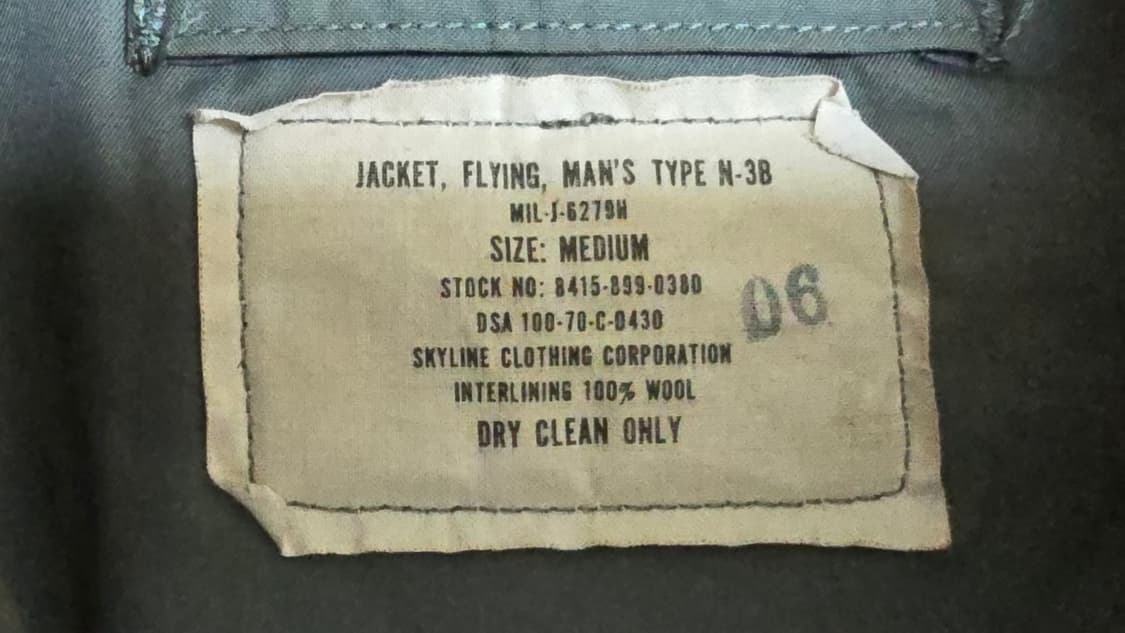 JACKET, FLYING, MAN'S TYPE N-3B
MIL-J-6279H
SIZE: MEDIUM
STOCK NO: 8415-899-0380
DSA 100-70-C-0430
SKYLINE CLOTHING CORPORATION
INTERLINING 100% WOOL
DRY CLEAN ONLY
06